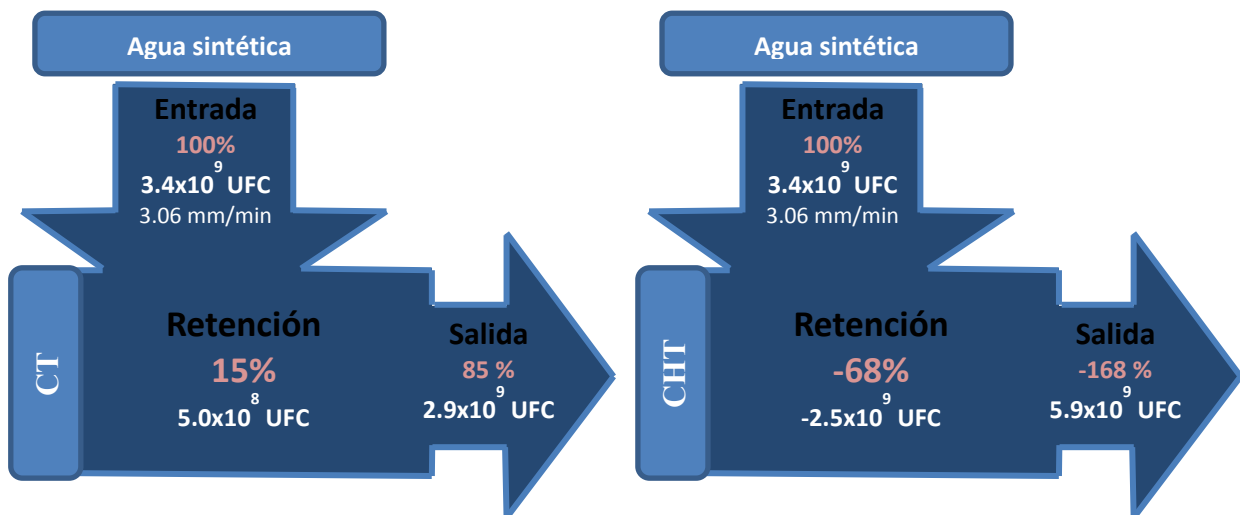 Agua sintética
Entrada
100%
3.4x10⁹ UFC
3.06 mm/min
CT
Retención
15%
5.0x10⁸ UFC
Salida
85 %
2.9x10⁹ UFC
Agua sintética
Entrada
100%
3.4x10⁹ UFC
3.06 mm/min
CHT
Retención
-68%
-2.5x10⁹ UFC
Salida
-168 %
5.9x10⁹ UFC